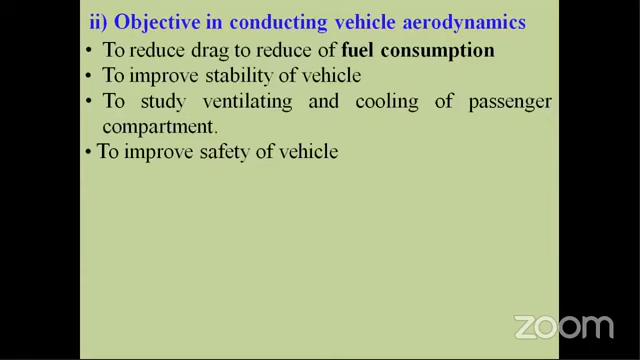 ii) Objective in conducting vehicle aerodynamics
• To reduce drag to reduce of fuel consumption
• To improve stability of vehicle
• To study ventilating and cooling of passenger
compartment.
• To improve safety of vehicle
zoom